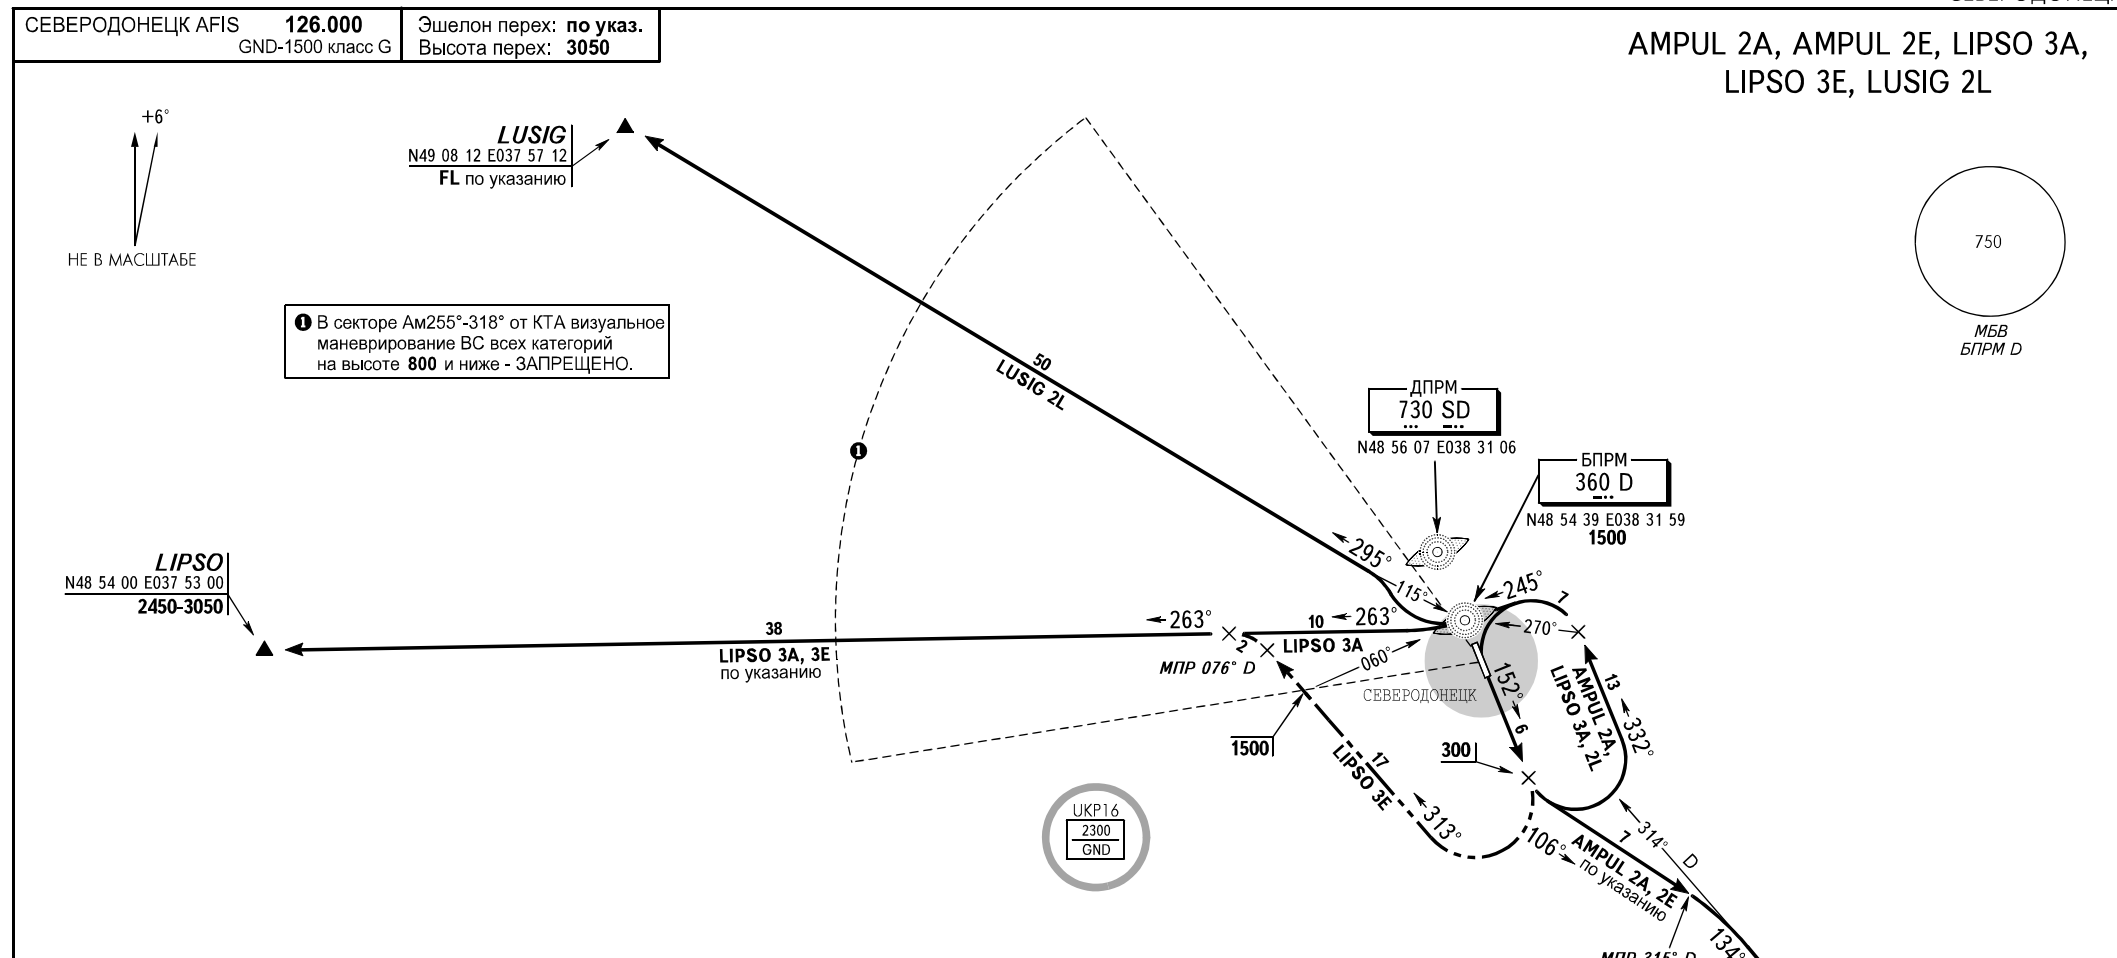 СЕВЕРОДОНЕЦК AFIS 126.000
GND-1500 класс G
Эшелон перех: по указ.
Высота перех: 3050
AMPUL 2A, AMPUL 2E, LIPSO 3A,
LIPSO 3E, LUSIG 2L
+6°
НЕ В МАСШТАБЕ
LUSIG
N49 08 12 E037 57 12
FL по указанию
750
МБВ
БПРМ D
❶ В секторе Ам255°-318° от КТА визуальное
маневрирование ВС всех категорий
на высоте 800 и ниже - ЗАПРЕЩЕНО.
50
LUSIG 2L
❶
ДПРМ
730 SD
N48 56 07 E038 31 06
БПРМ
360 D
N48 54 39 E038 31 59
1500
LIPSO
N48 54 00 E037 53 00
2450-3050
295°
115°
245°
7
270°
263°
10
263°
38
LIPSO 3A, 3E
по указанию
LIPSO 3A
2
МПР 076° D
060°
СЕВЕРОДОНЕЦК
152°
6
13
AMPUL 2A,
LIPSO 3A, 2L
332°
1500
300
17
LIPSO 3E
313°
UKP16
2300
GND
106°
7
AMPUL 2A, 2E
по указанию
314°
D
134°
МПР 315° D